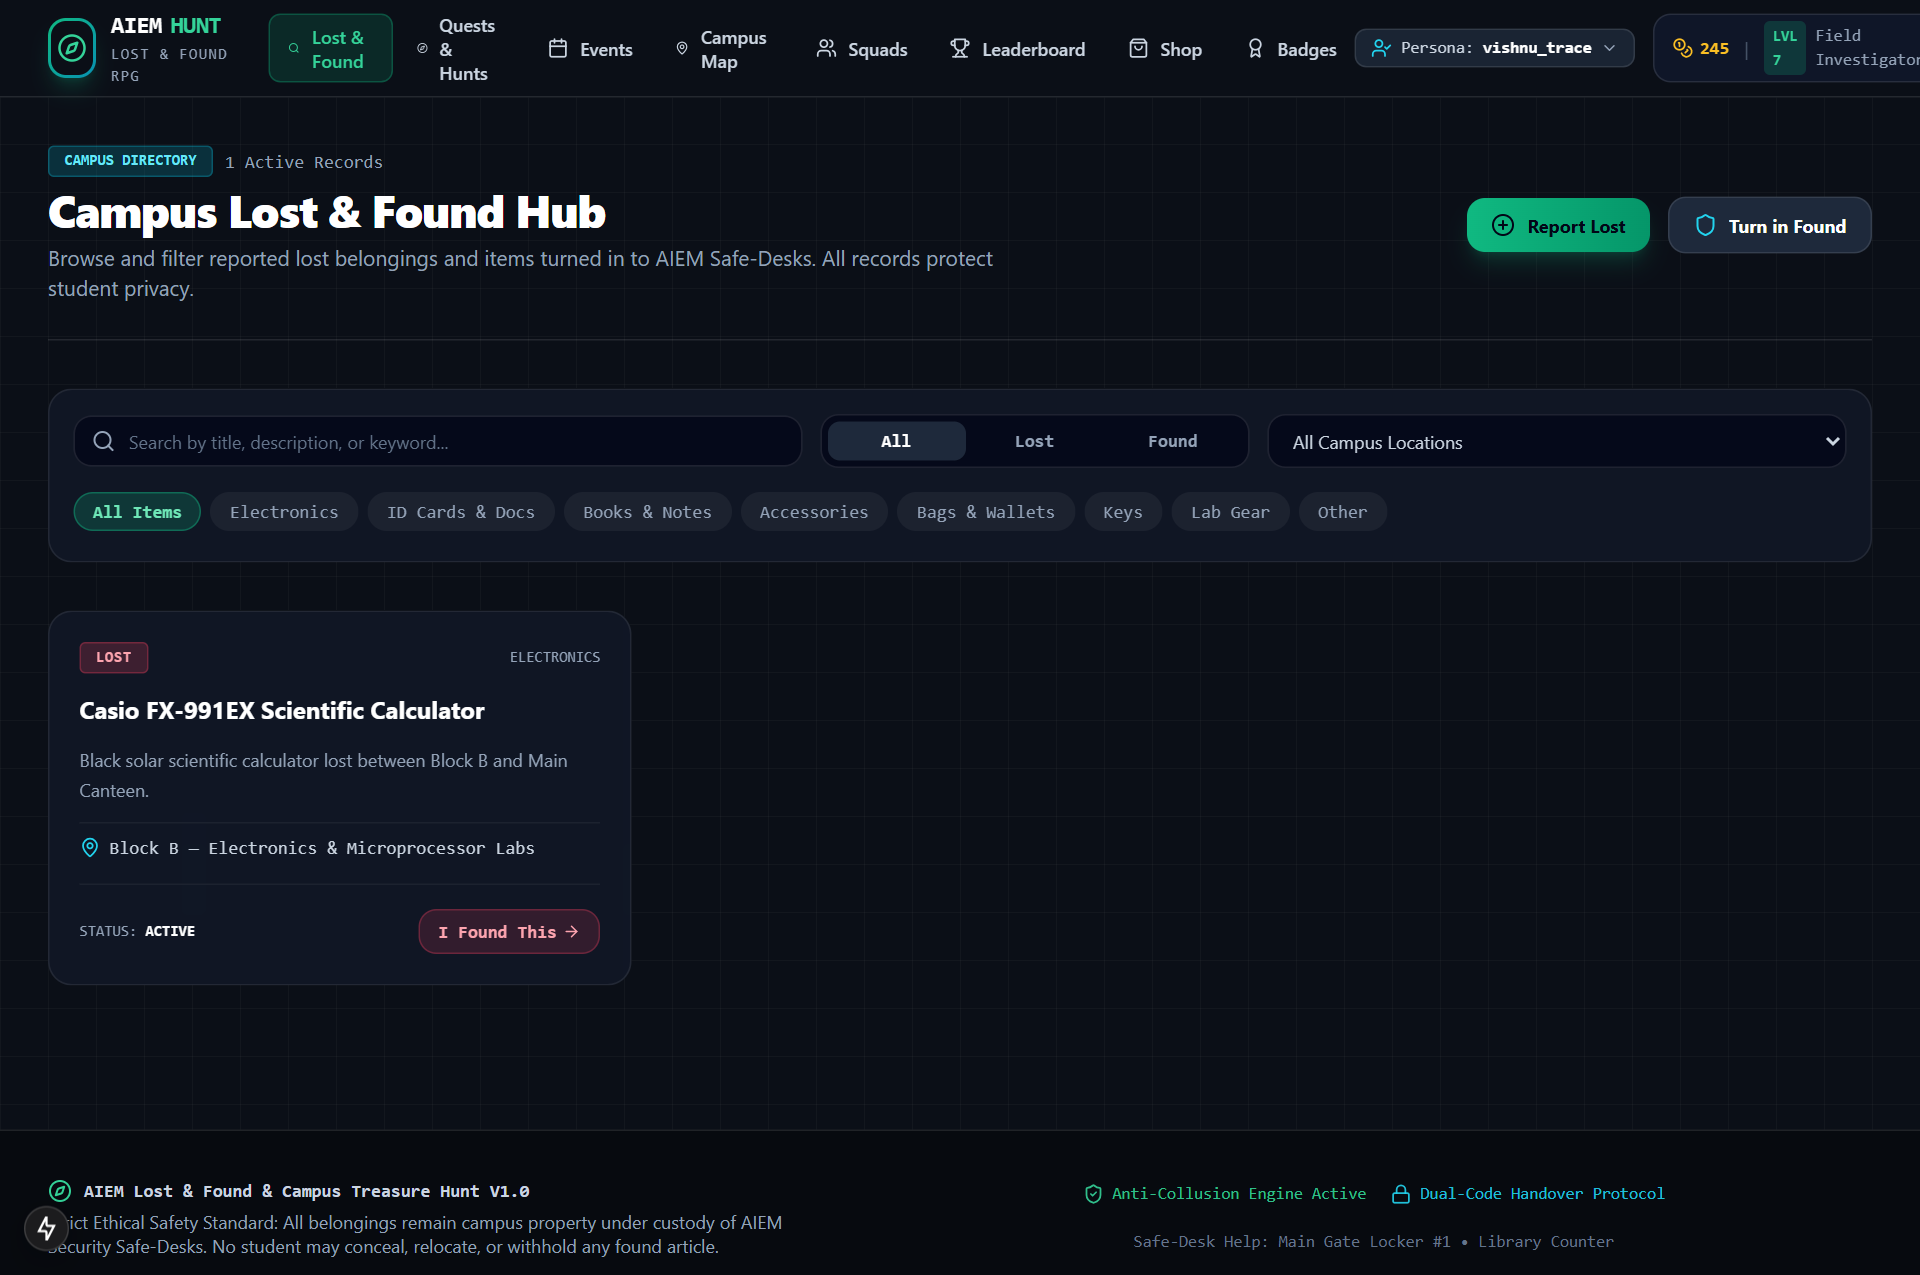 AIEM HUNT
LOST & FOUND
RPG
Lost &
Found
Quests
&
Hunts
Events
Campus
Map
Squads
Leaderboard
Shop
Badges
Persona: vishnu_trace
245
|
LVL
7
Field
Investigator
CAMPUS DIRECTORY
1 Active Records
Campus Lost & Found Hub
Browse and filter reported lost belongings and items turned in to AIEM Safe-Desks. All records protect
student privacy.
Report Lost
Turn in Found
Search by title, description, or keyword...
All
Lost
Found
All Campus Locations
All Items
Electronics
ID Cards & Docs
Books & Notes
Accessories
Bags & Wallets
Keys
Lab Gear
Other
LOST
ELECTRONICS
Casio FX-991EX Scientific Calculator
Black solar scientific calculator lost between Block B and Main
Canteen.
Block B – Electronics & Microprocessor Labs
STATUS: ACTIVE
I Found This →
AIEM Lost & Found & Campus Treasure Hunt V1.0
Ethical Safety Standard: All belongings remain campus property under custody of AIEM
Security Safe-Desks. No student may conceal, relocate, or withhold any found article.
Anti-Collusion Engine Active
Dual-Code Handover Protocol
Safe-Desk Help: Main Gate Locker #1 • Library Counter